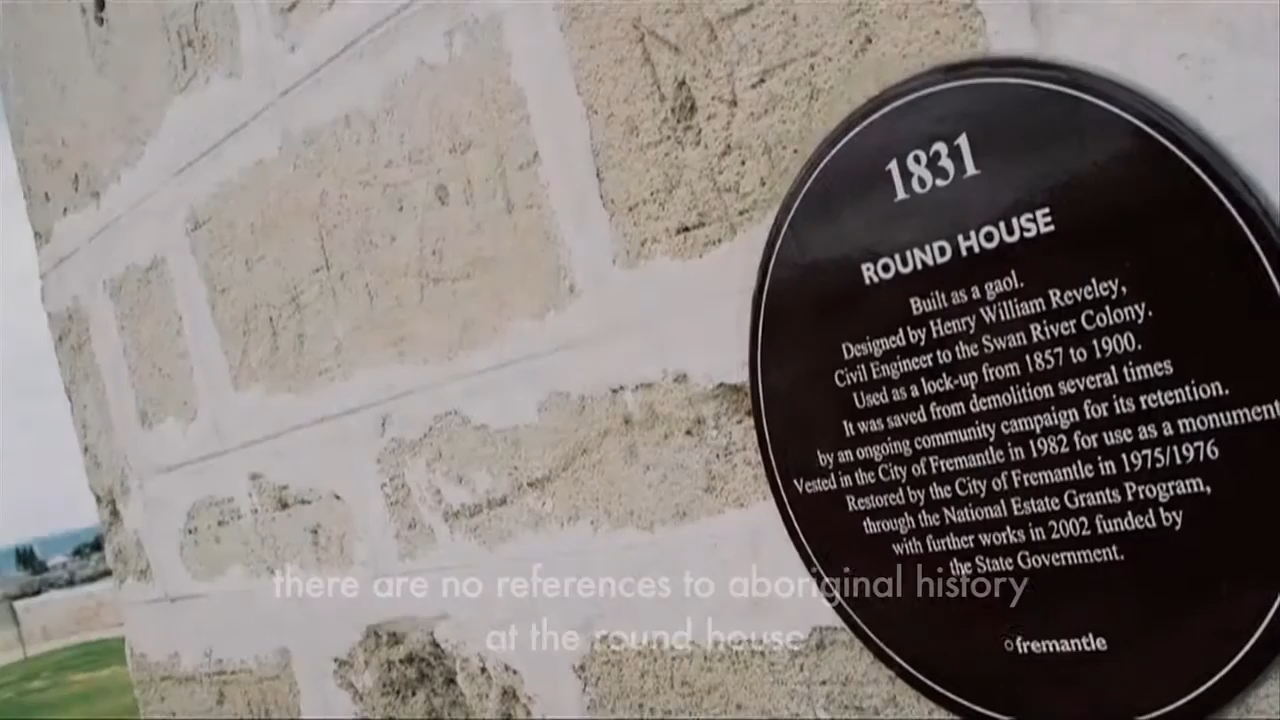 1831
ROUND HOUSE
Built as a gaol.
Designed by Henry William Reveley,
Civil Engineer to the Swan River Colony.
Used as a lock-up from 1857 to 1900.
It was saved from demolition several times
by an ongoing community campaign for its retention.
Vested in the City of Fremantle in 1982 for use as a monument
Restored by the City of Fremantle in 1975/1976
through the National Estate Grants Program,
with further works in 2002 funded by
the State Government.
fremantle
there are no references to aboriginal history
at the round house